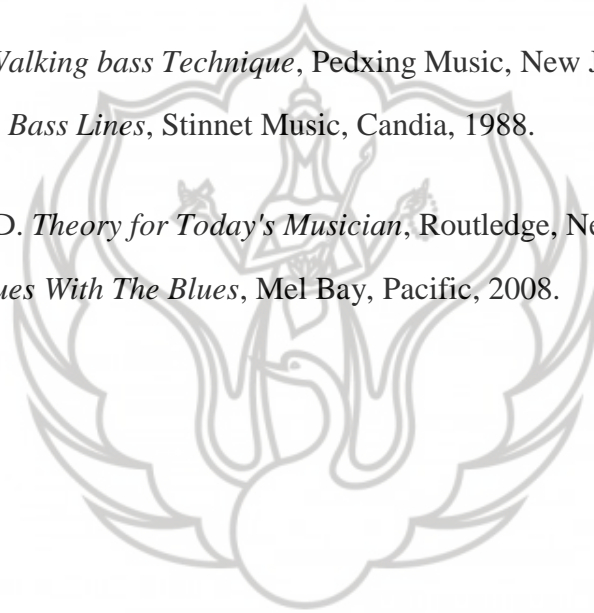 Walking bass Technique, Pedxing Music, New J
Bass Lines, Stinnet Music, Candia, 1988.
D. Theory for Today's Musician, Routledge, Ne
ues With The Blues, Mel Bay, Pacific, 2008.